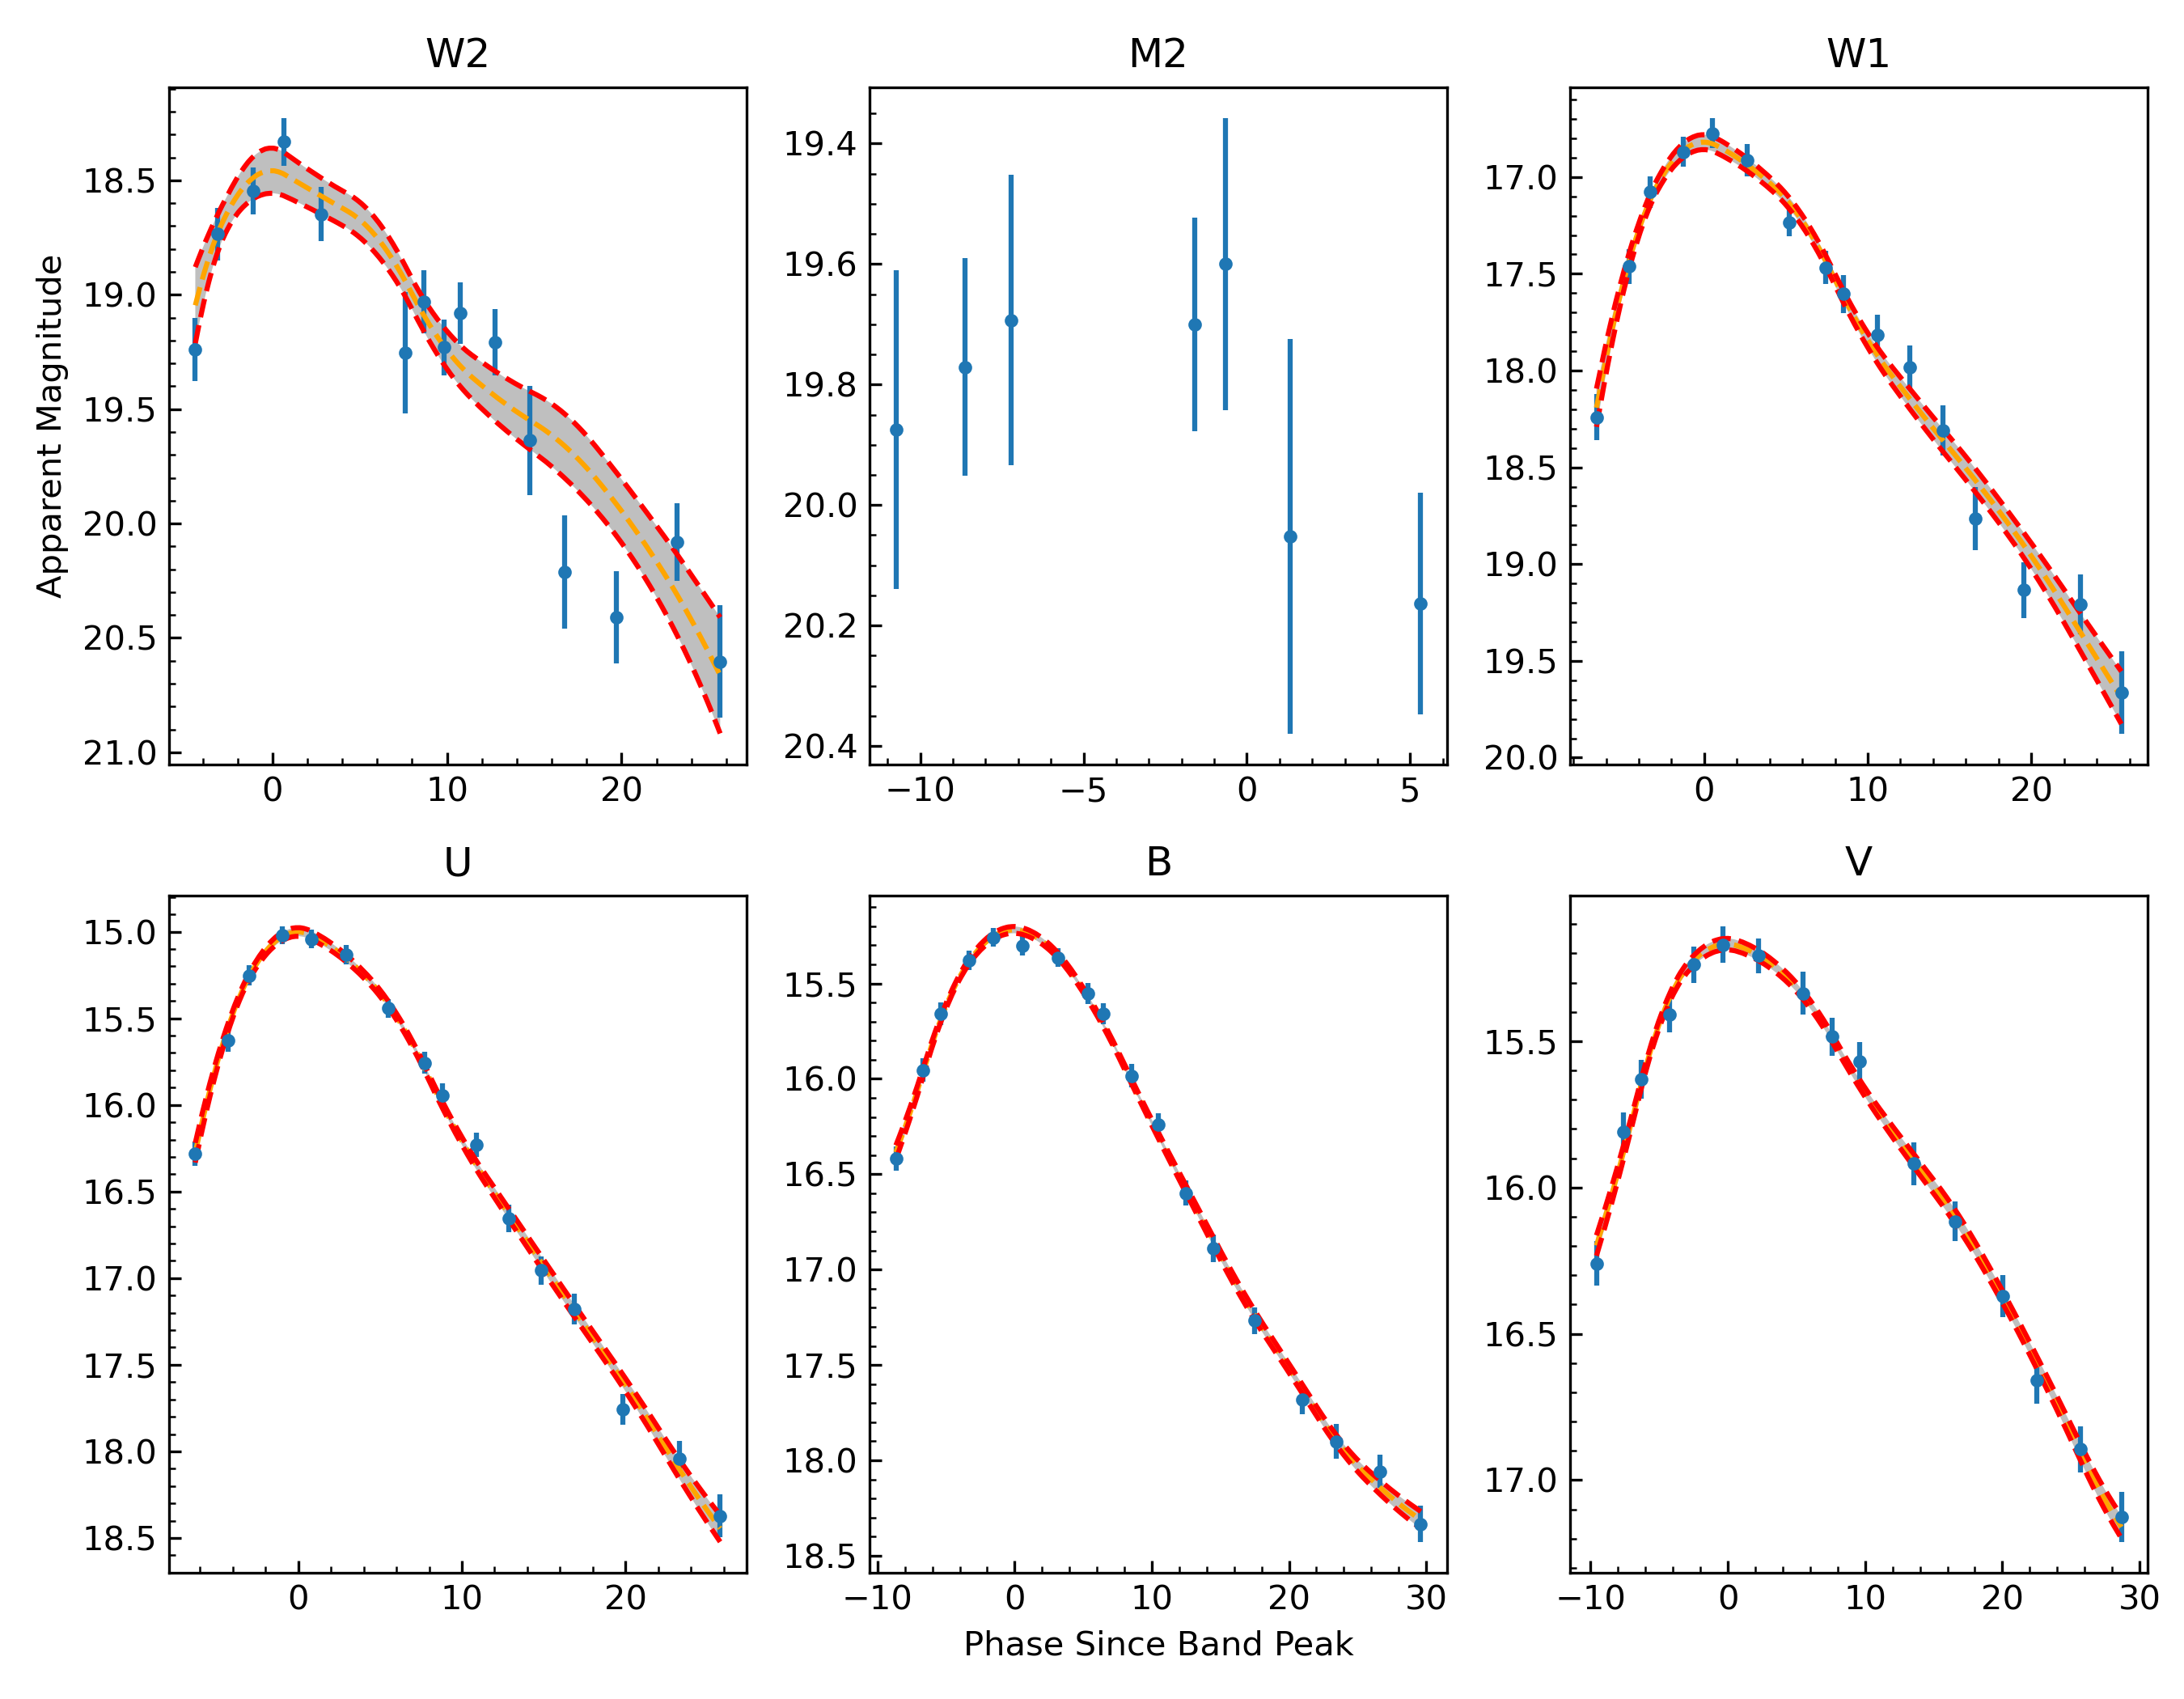 W2 M2 W1
18.5 19.0 19.5 20.0 20.5 21.0
Apparent Magnitude
0 10 20
19.4 19.6 19.8 20.0 20.2 20.4
−10 −5 0 5
17.0 17.5 18.0 18.5 19.0 19.5 20.0
0 10 20
U B V
15.0 15.5 16.0 16.5 17.0 17.5 18.0 18.5
0 10 20
15.5 16.0 16.5 17.0 17.5 18.0 18.5
−10 0 10 20 30
15.5 16.0 16.5 17.0
−10 0 10 20 30
Phase Since Band Peak